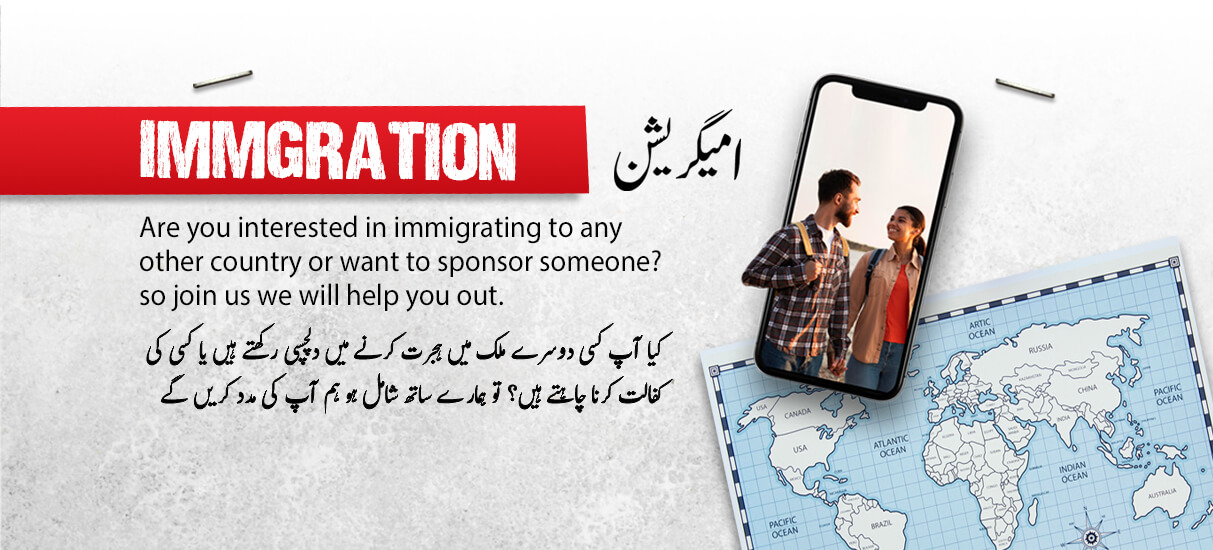 IMMGRATION
امیگریشن
Are you interested in immigrating to any
other country or want to sponsor someone?
so join us we will help you out.
کیا آپ کسی دوسرے ملک میں ہجرت کرنے میں دلچسپی رکھتے ہیں یا کسی کی
کفالت کرنا چاہتے ہیں؟ تو ہمارے ساتھ شامل ہو ہم آپ کی مدد کریں گے
ARTIC
OCEAN
RUSSIA
USA
CANADA
CHINA
PACIFIC
OCEAN
USA
ATLANTIC
OCEAN
INDIA
INDIAN
OCEAN
AUSTRALIA
PACIFIC
OCEAN
BRAZIL